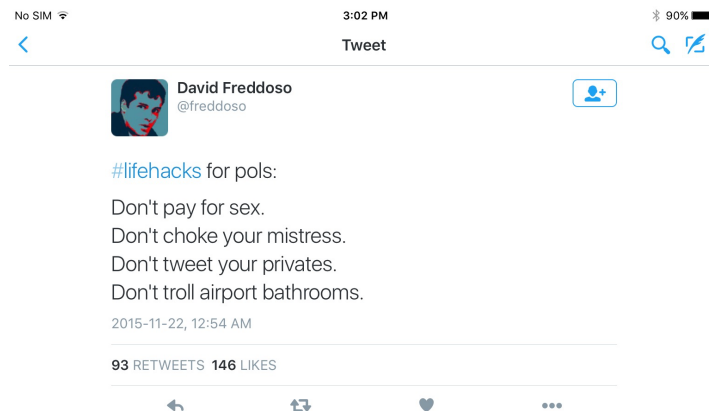 No SIM 3:02 PM 90%
Tweet
David Freddoso
@freddoso
#lifehacks for pols:
Don't pay for sex.
Don't choke your mistress.
Don't tweet your privates.
Don't troll airport bathrooms.
2015-11-22, 12:54 AM
93 RETWEETS 146 LIKES